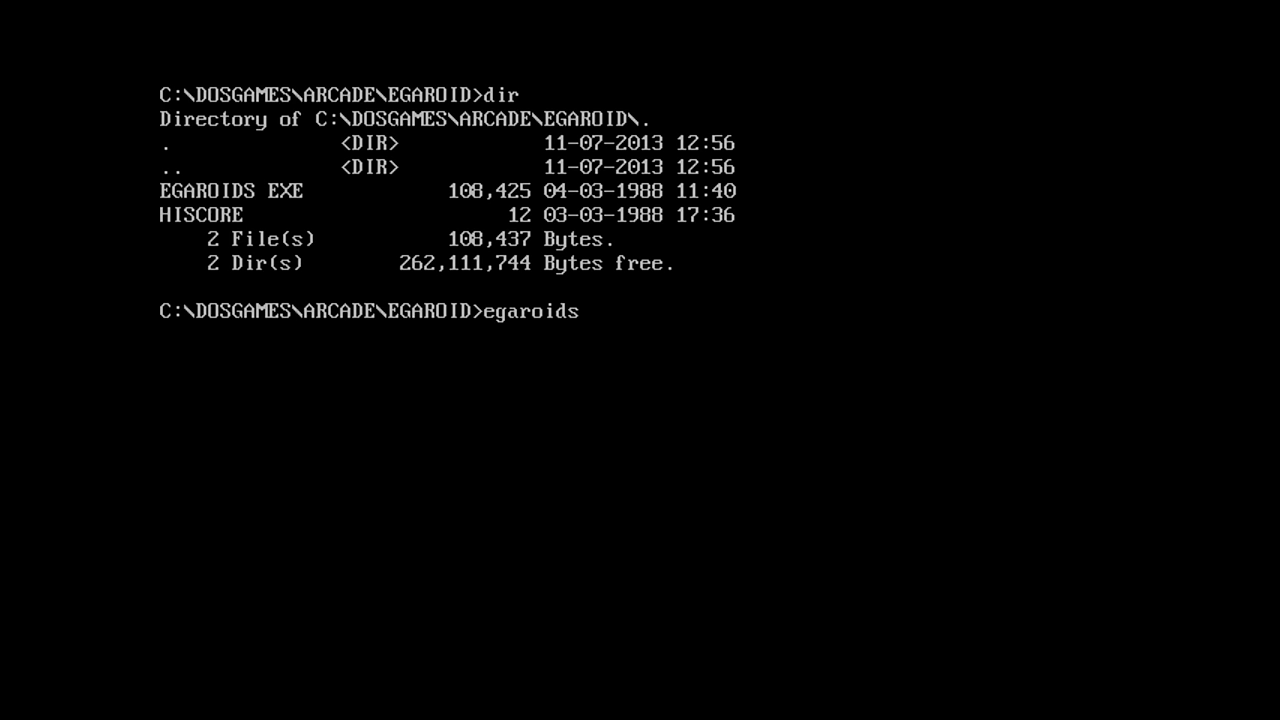 C:\DOSGAMES\ARCADE\EGAROID>dir
Directory of C:\DOSGAMES\ARCADE\EGAROID\.
. <DIR> 11-07-2013 12:56
.. <DIR> 11-07-2013 12:56
EGAROIDS EXE 108,425 04-03-1988 11:40
HISCORE 12 03-03-1988 17:36
2 File(s) 108,437 Bytes.
2 Dir(s) 262,111,744 Bytes free.
C:\DOSGAMES\ARCADE\EGAROID>egaroids